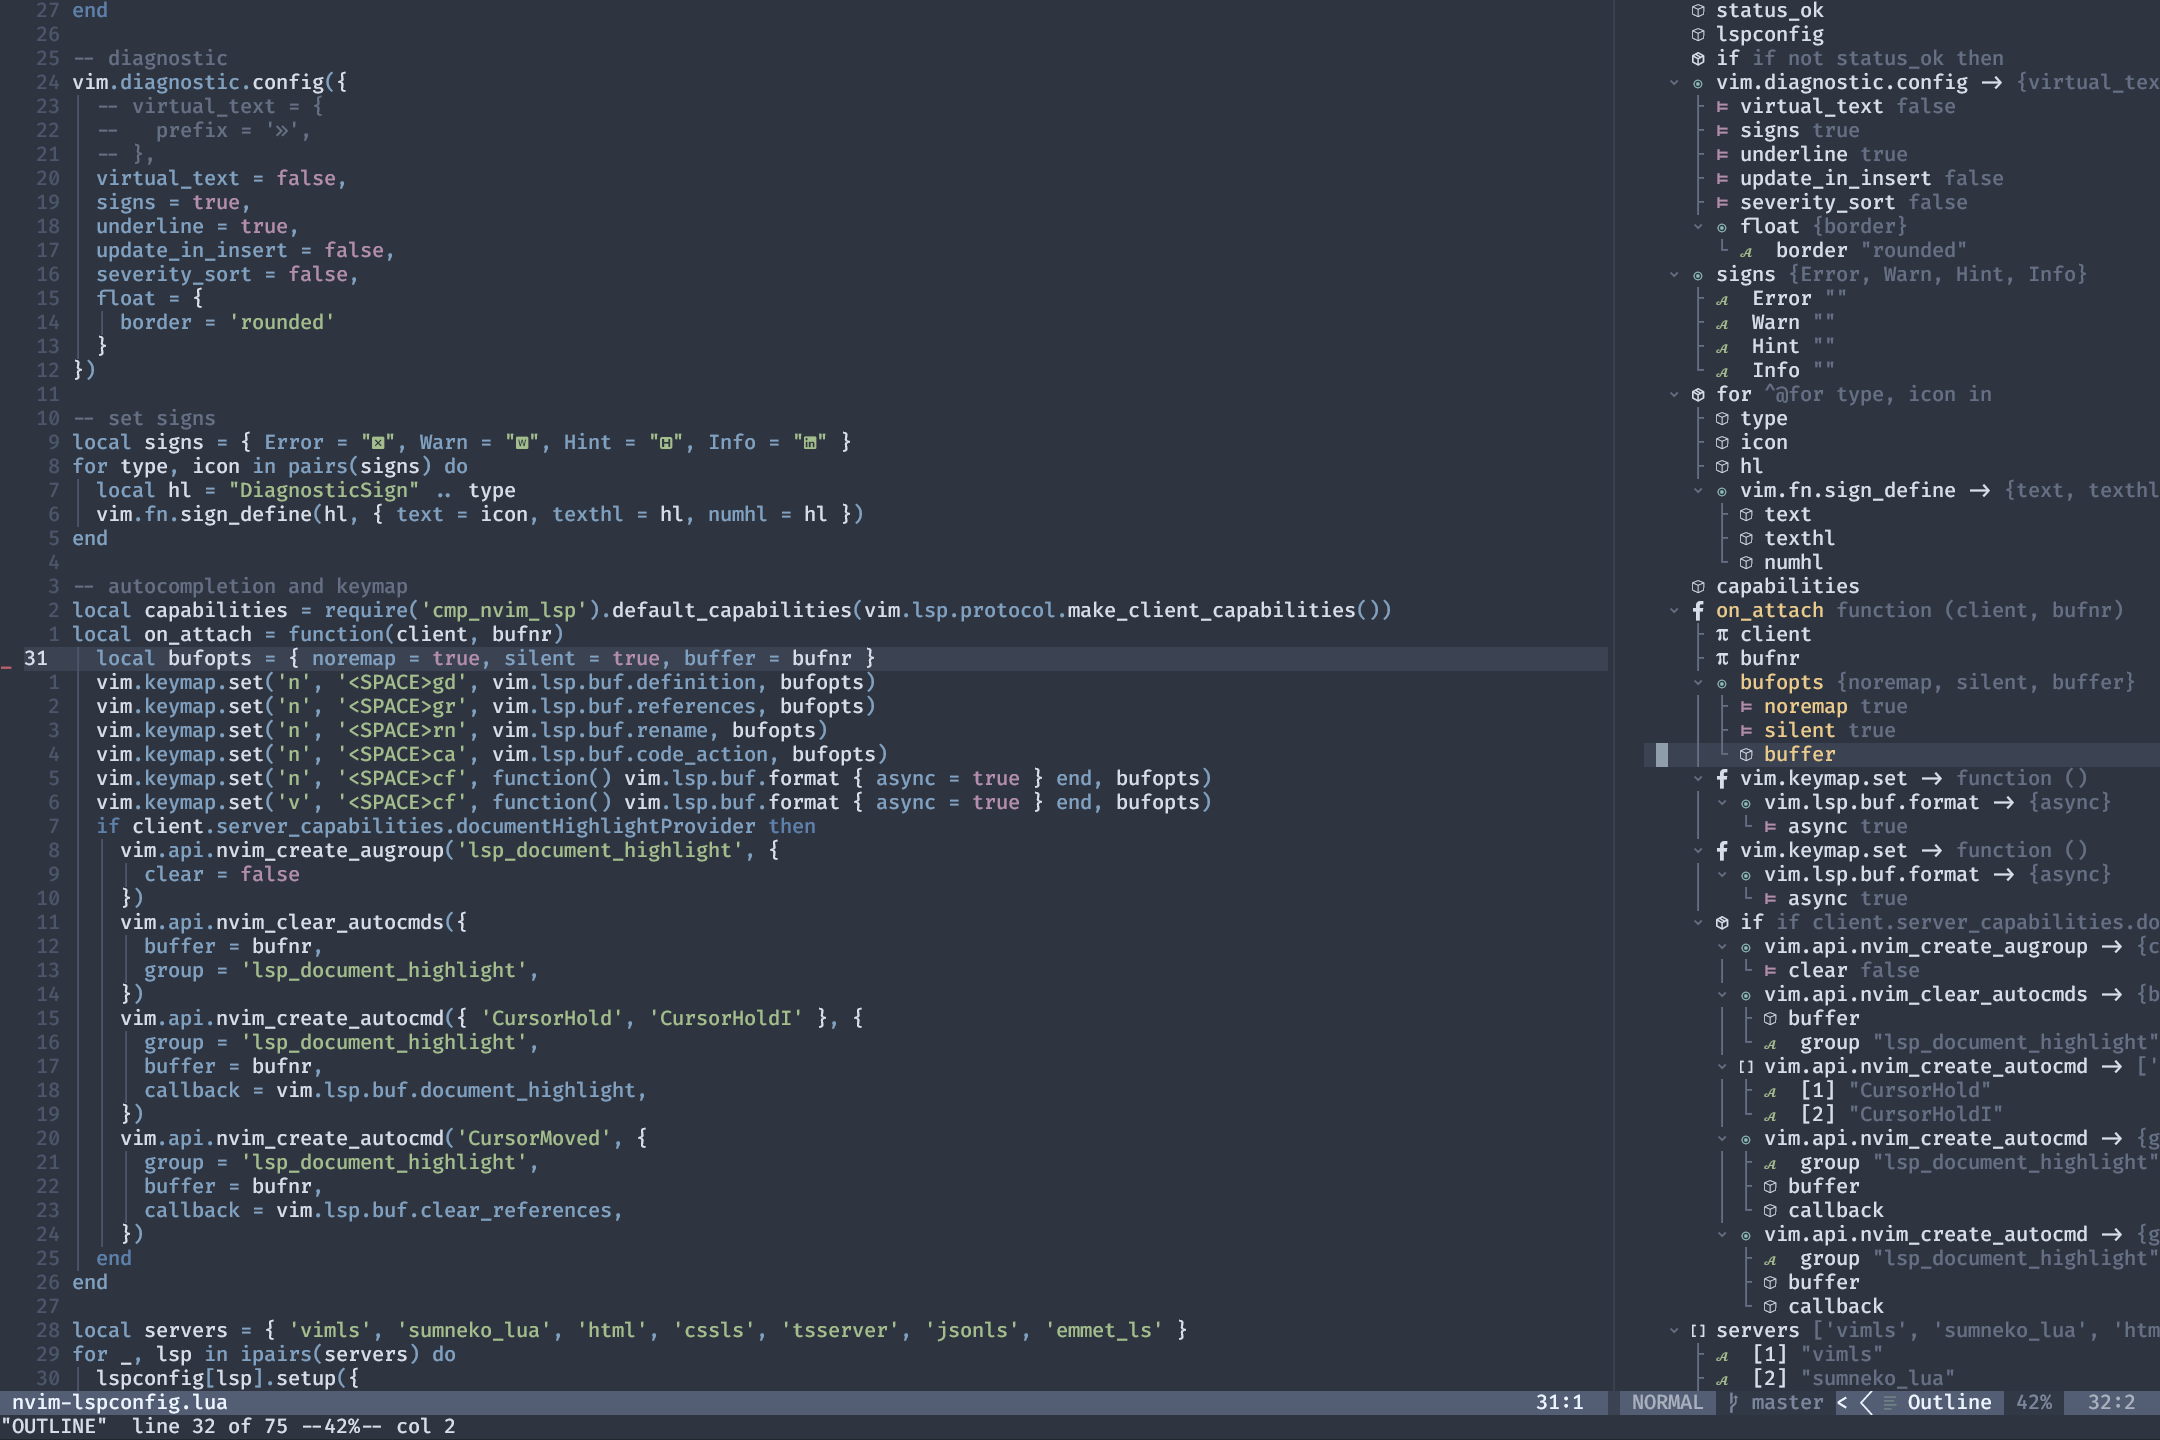 27 end
26
25 -- diagnostic
24 vim.diagnostic.config({
23   -- virtual_text = {
22   --   prefix = '»',
21   -- },
20   virtual_text = false,
19   signs = true,
18   underline = true,
17   update_in_insert = false,
16   severity_sort = false,
15   float = {
14     border = 'rounded'
13   }
12 })
11
10 -- set signs
9 local signs = { Error = "", Warn = "", Hint = "", Info = "" }
8 for type, icon in pairs(signs) do
7   local hl = "DiagnosticSign" .. type
6   vim.fn.sign_define(hl, { text = icon, texthl = hl, numhl = hl })
5 end
4
3 -- autocompletion and keymap
2 local capabilities = require('cmp_nvim_lsp').default_capabilities(vim.lsp.protocol.make_client_capabilities())
1 local on_attach = function(client, bufnr)
_ 31   local bufopts = { noremap = true, silent = true, buffer = bufnr }
1   vim.keymap.set('n', '<SPACE>gd', vim.lsp.buf.definition, bufopts)
2   vim.keymap.set('n', '<SPACE>gr', vim.lsp.buf.references, bufopts)
3   vim.keymap.set('n', '<SPACE>rn', vim.lsp.buf.rename, bufopts)
4   vim.keymap.set('n', '<SPACE>ca', vim.lsp.buf.code_action, bufopts)
5   vim.keymap.set('n', '<SPACE>cf', function() vim.lsp.buf.format { async = true } end, bufopts)
6   vim.keymap.set('v', '<SPACE>cf', function() vim.lsp.buf.format { async = true } end, bufopts)
7   if client.server_capabilities.documentHighlightProvider then
8     vim.api.nvim_create_augroup('lsp_document_highlight', {
9       clear = false
10     })
11     vim.api.nvim_clear_autocmds({
12       buffer = bufnr,
13       group = 'lsp_document_highlight',
14     })
15     vim.api.nvim_create_autocmd({ 'CursorHold', 'CursorHoldI' }, {
16       group = 'lsp_document_highlight',
17       buffer = bufnr,
18       callback = vim.lsp.buf.document_highlight,
19     })
20     vim.api.nvim_create_autocmd('CursorMoved', {
21       group = 'lsp_document_highlight',
22       buffer = bufnr,
23       callback = vim.lsp.buf.clear_references,
24     })
25   end
26 end
27
28 local servers = { 'vimls', 'sumneko_lua', 'html', 'cssls', 'tsserver', 'jsonls', 'emmet_ls' }
29 for _, lsp in ipairs(servers) do
30   lspconfig[lsp].setup({
nvim-lspconfig.lua 31:1
"OUTLINE"  line 32 of 75 --42%-- col 2
status_ok
lspconfig
if if not status_ok then
vim.diagnostic.config -> {virtual_tex
virtual_text false
signs true
underline true
update_in_insert false
severity_sort false
float {border}
border "rounded"
signs {Error, Warn, Hint, Info}
Error ""
Warn ""
Hint ""
Info ""
for ^@for type, icon in
type
icon
hl
vim.fn.sign_define -> {text, texthl
text
texthl
numhl
capabilities
on_attach function (client, bufnr)
π client
π bufnr
bufopts {noremap, silent, buffer}
noremap true
silent true
buffer
f vim.keymap.set -> function ()
vim.lsp.buf.format -> {async}
async true
f vim.keymap.set -> function ()
vim.lsp.buf.format -> {async}
async true
if if client.server_capabilities.do
vim.api.nvim_create_augroup -> {c
clear false
vim.api.nvim_clear_autocmds -> {b
buffer
group "lsp_document_highlight"
[] vim.api.nvim_create_autocmd -> ['
[1] "CursorHold"
[2] "CursorHoldI"
vim.api.nvim_create_autocmd -> {g
group "lsp_document_highlight"
buffer
callback
vim.api.nvim_create_autocmd -> {g
group "lsp_document_highlight"
buffer
callback
[] servers ['vimls', 'sumneko_lua', 'htm
[1] "vimls"
[2] "sumneko_lua"
NORMAL master < Outline 42% 32:2